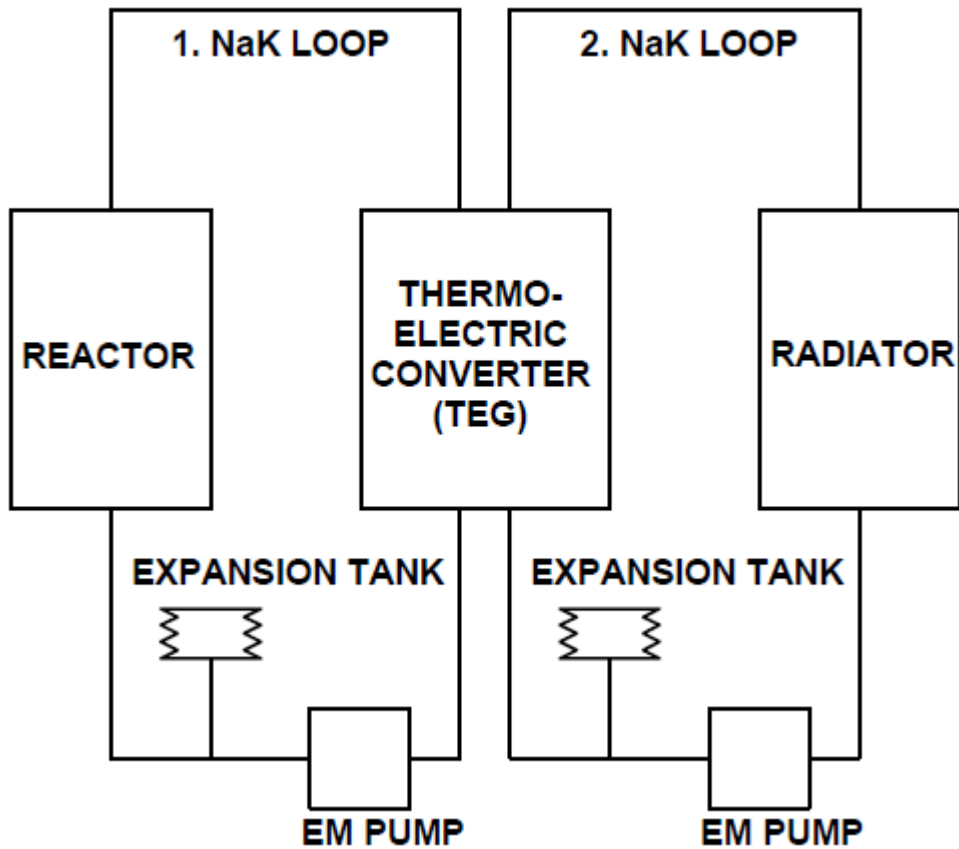 1. NaK LOOP
2. NaK LOOP
REACTOR
THERMO-
ELECTRIC
CONVERTER
(TEG)
RADIATOR
EXPANSION TANK
EXPANSION TANK
EM PUMP
EM PUMP